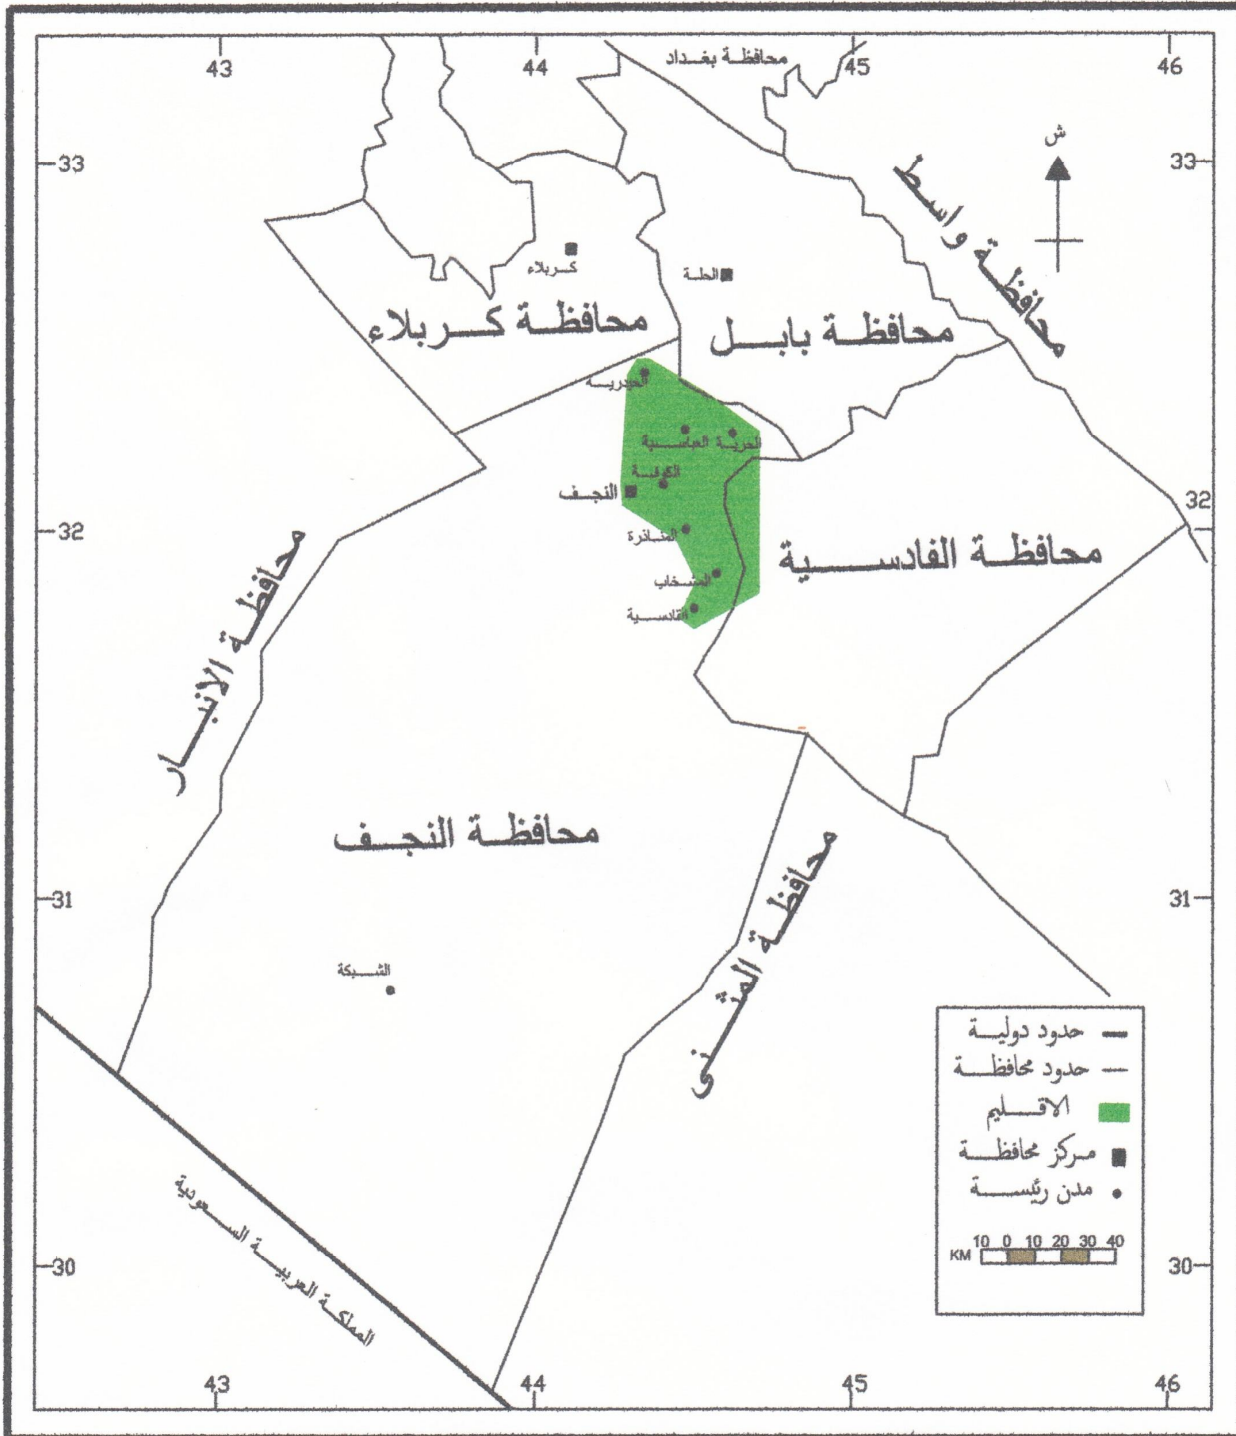 43
44
45
46
محافظة بغداد
ش
33
33
محافظة واسط
كربلاء
الحلة
محافظة كربلاء
محافظة بابل
الحيدرية
العباسية
الحرية
الكوفة
النجف
32
32
المناذرة
محافظة القادسية
المشخاب
القادسية
محافظة الأنبار
محافظة النجف
31
31
محافظة المثنى
الشبكة
حدود دولية
حدود محافظة
الاقليم
مركز محافظة
مدن رئيسة
10 0 10 20 30 40
KM
30
30
المملكة العربية السعودية
43
44
45
46